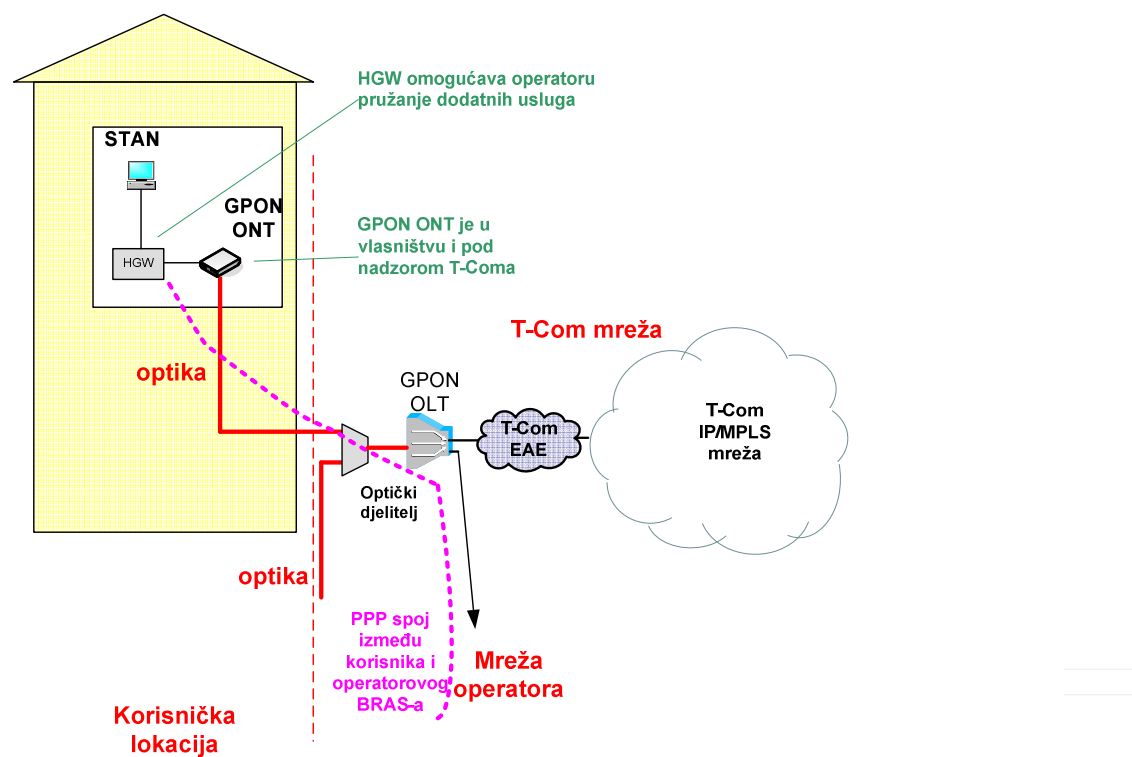 HGW omogućava operatoru
pružanje dodatnih usluga
STAN
GPON
ONT
HGW
GPON ONT je u
vlasništvu i pod
nadzorom T-Coma
T-Com mreža
optika
GPON
OLT
T-Com
EAE
T-Com
IP/MPLS
mreža
Optički
djelitelj
optika
PPP spoj
između
korisnika i
operatorovog
BRAS-a
Mreža
operatora
Korisnička
lokacija